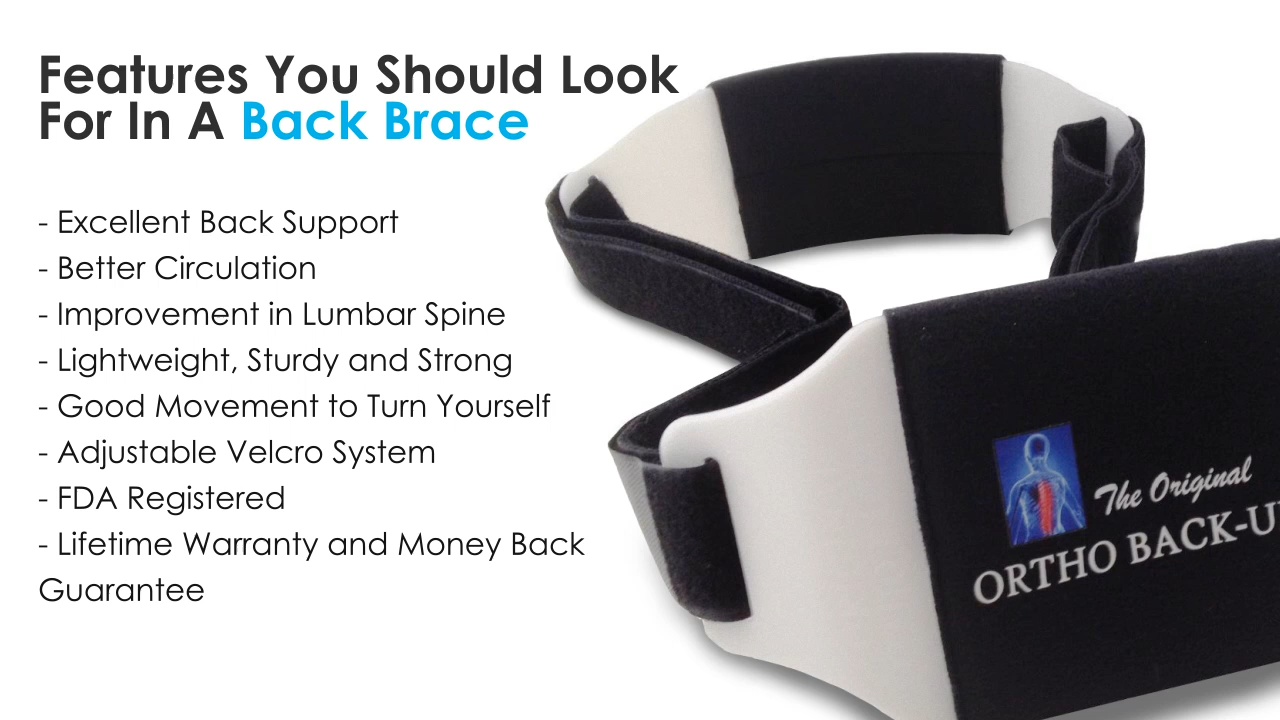 Features You Should Look
For In A Back Brace
- Excellent Back Support
- Better Circulation
- Improvement in Lumbar Spine
- Lightweight, Sturdy and Strong
- Good Movement to Turn Yourself
- Adjustable Velcro System
- FDA Registered
- Lifetime Warranty and Money Back
Guarantee
The Original
ORTHO BACK-U